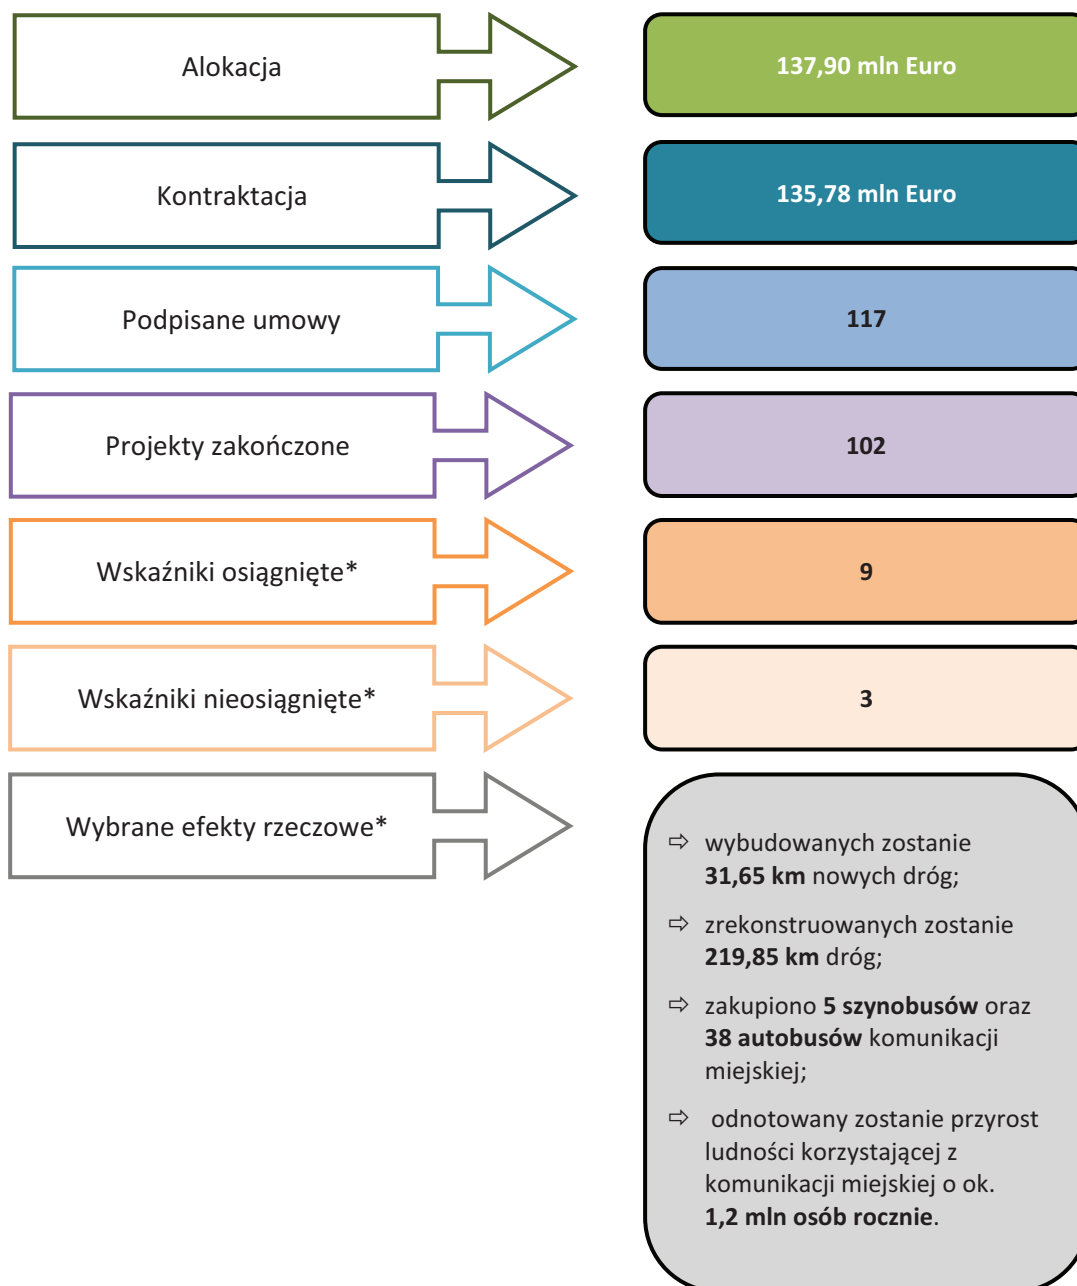 Alokacja
137,90 mln Euro
Kontraktacja
135,78 mln Euro
Podpisane umowy
117
Projekty zakończone
102
Wskaźniki osiągnięte*
9
Wskaźniki nieosiągnięte*
3
Wybrane efekty rzeczowe*
⇨ wybudowanych zostanie
31,65 km nowych dróg;
⇨ zrekonstruowanych zostanie
219,85 km dróg;
⇨ zakupiono 5 szynobusów oraz
38 autobusów komunikacji
miejskiej;
⇨ odnotowany zostanie przyrost
ludności korzystającej z
komunikacji miejskiej o ok.
1,2 mln osób rocznie.